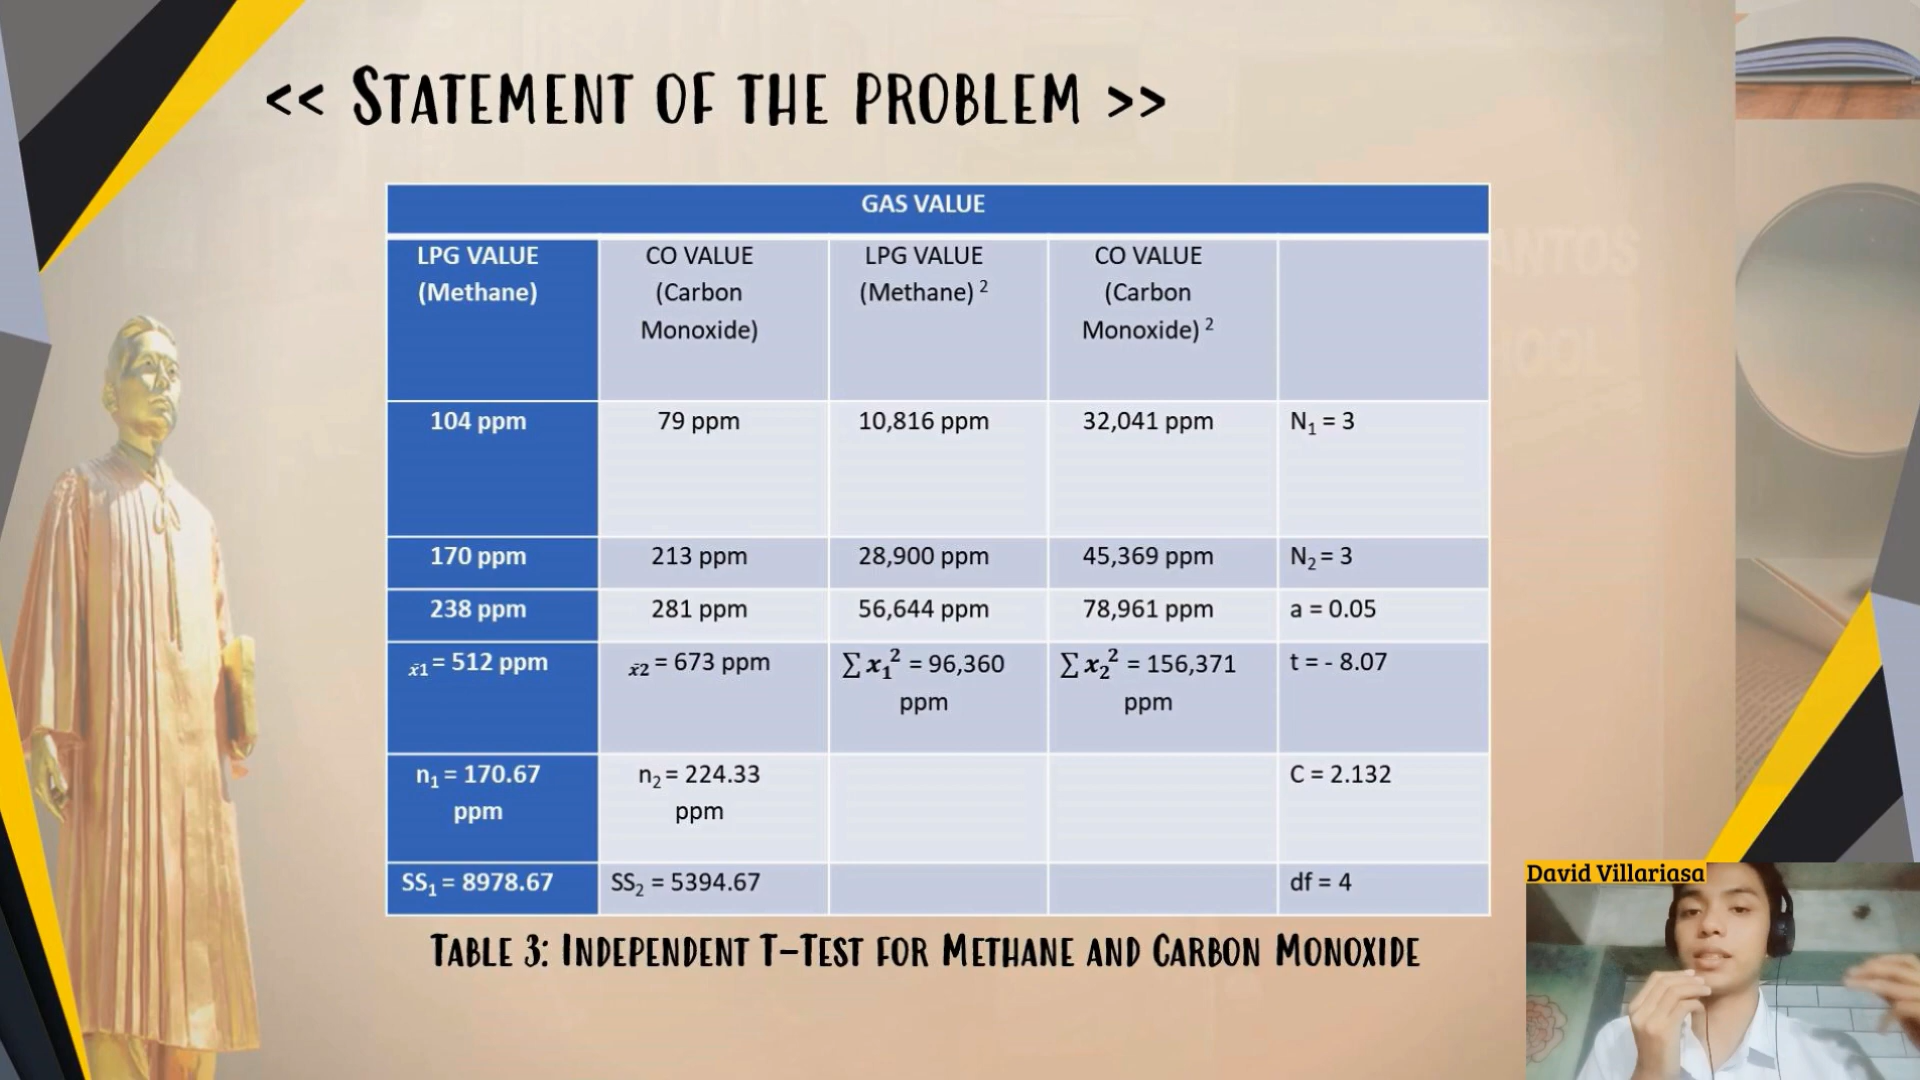 << STATEMENT OF THE PROBLEM >>
GAS VALUE
LPG VALUE
(Methane)
CO VALUE
(Carbon
Monoxide)
LPG VALUE
(Methane) ²
CO VALUE
(Carbon
Monoxide) ²
104 ppm
79 ppm
10,816 ppm
32,041 ppm
N₁ = 3
170 ppm
213 ppm
28,900 ppm
45,369 ppm
N₂ = 3
238 ppm
281 ppm
56,644 ppm
78,961 ppm
a = 0.05
x̄1 = 512 ppm
x̄2 = 673 ppm
∑x₁² = 96,360
ppm
∑x₂² = 156,371
ppm
t = - 8.07
n₁ = 170.67
ppm
n₂ = 224.33
ppm
C = 2.132
SS₁ = 8978.67
SS₂ = 5394.67
df = 4
TABLE 3: INDEPENDENT T-TEST FOR METHANE AND CARBON MONOXIDE
David Villariasa